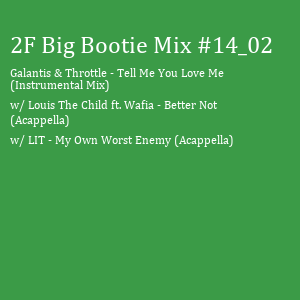 2F Big Bootie Mix #14_02
Galantis & Throttle - Tell Me You Love Me
(Instrumental Mix)
w/ Louis The Child ft. Wafia - Better Not
(Acappella)
w/ LIT - My Own Worst Enemy (Acappella)